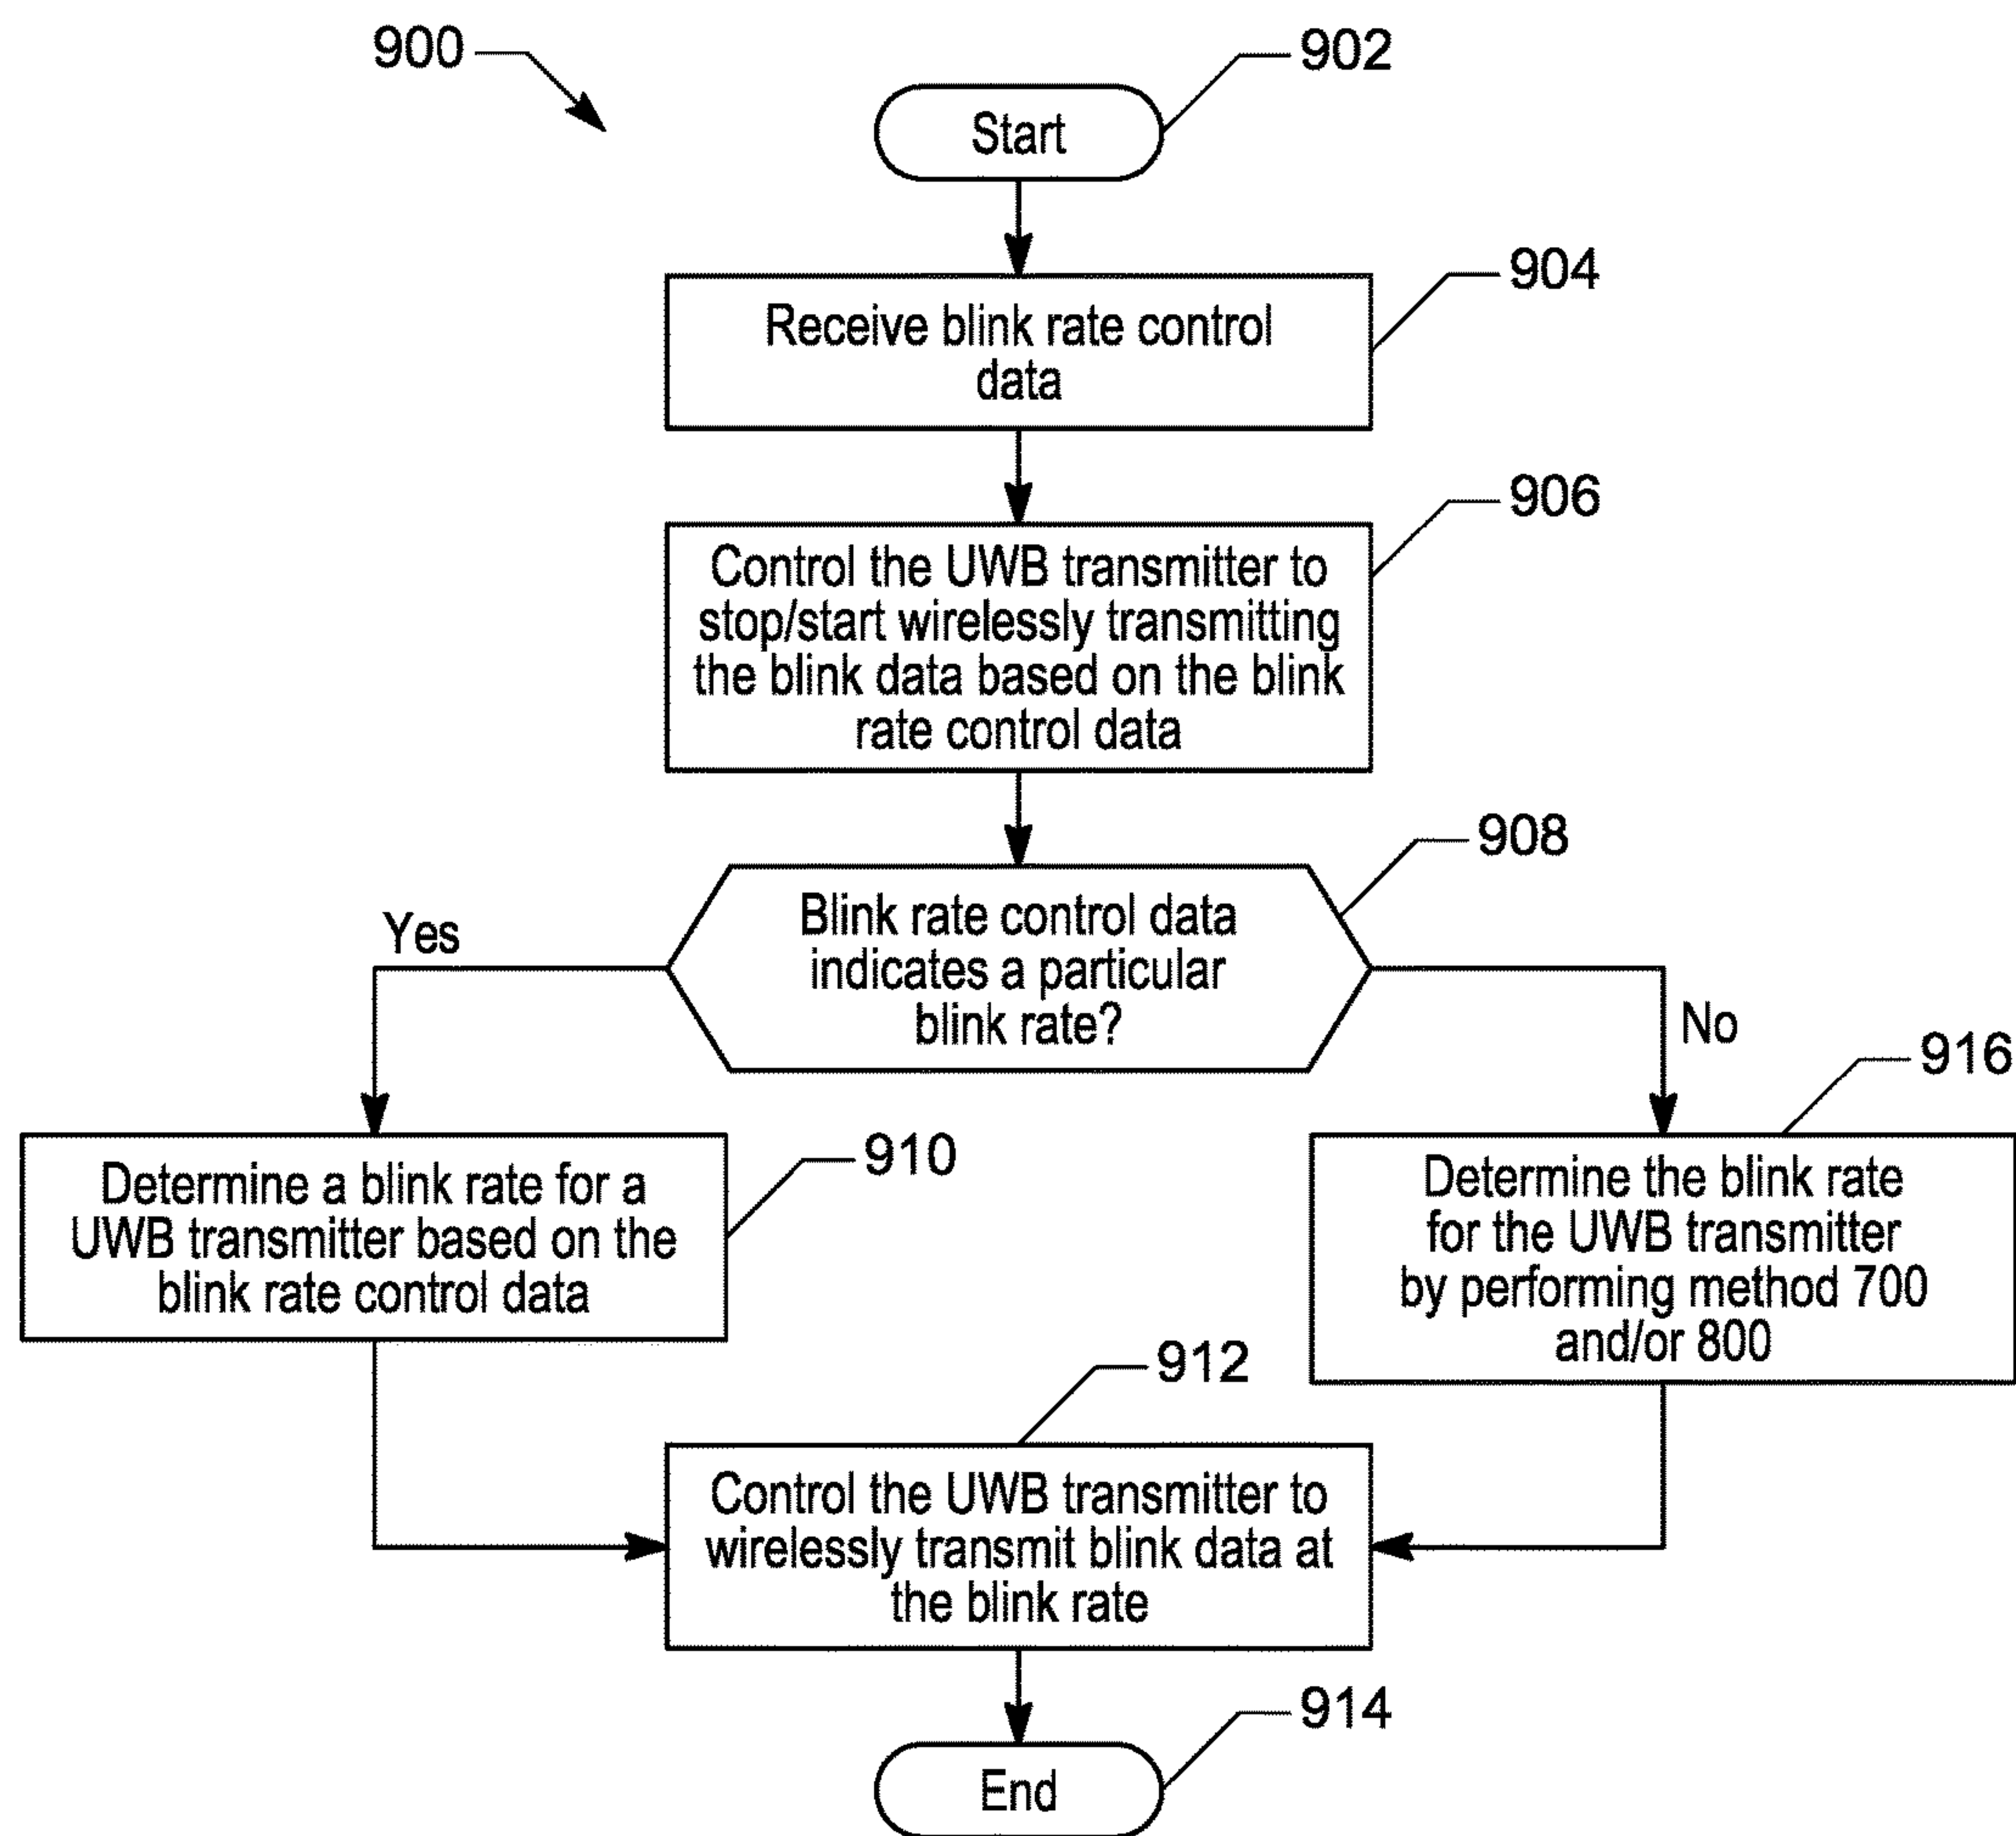 900
902
Start
904
Receive blink rate control
data
906
Control the UWB transmitter to
stop/start wirelessly transmitting
the blink data based on the blink
rate control data
908
Blink rate control data
indicates a particular
blink rate?
Yes
No
910
Determine a blink rate for a
UWB transmitter based on the
blink rate control data
916
Determine the blink rate
for the UWB transmitter
by performing method 700
and/or 800
912
Control the UWB transmitter to
wirelessly transmit blink data at
the blink rate
914
End